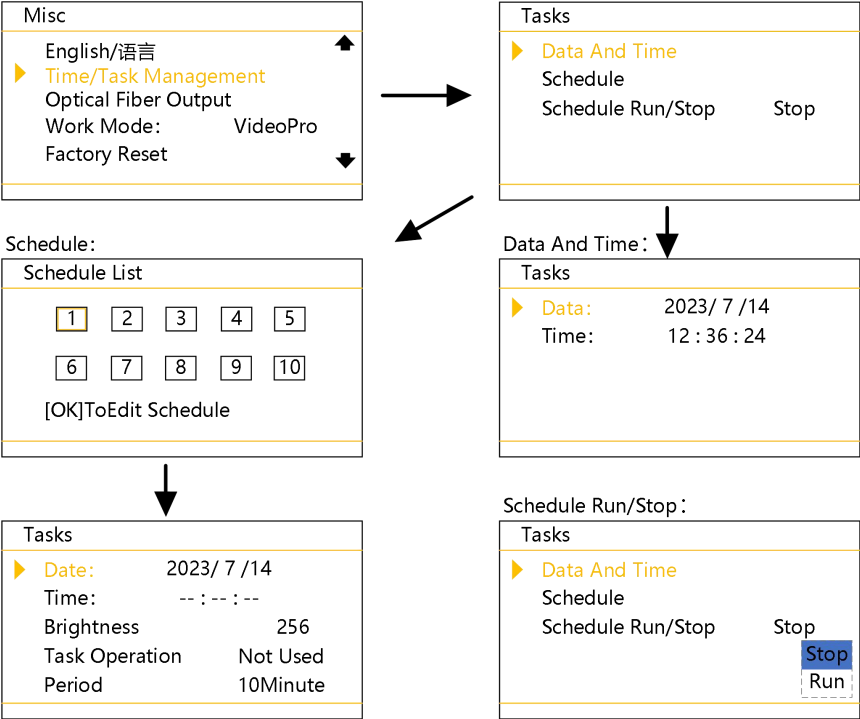 Misc
English/语言
Time/Task Management
Optical Fiber Output
Work Mode: VideoPro
Factory Reset
Tasks
Data And Time
Schedule
Schedule Run/Stop Stop
Schedule:
Schedule List
1 2 3 4 5
6 7 8 9 10
[OK]ToEdit Schedule
Data And Time:
Tasks
Data: 2023/ 7 /14
Time: 12 : 36 : 24
Tasks
Date: 2023/ 7 /14
Time: -- : -- : --
Brightness 256
Task Operation Not Used
Period 10Minute
Schedule Run/Stop:
Tasks
Data And Time
Schedule
Schedule Run/Stop Stop
Stop
Run